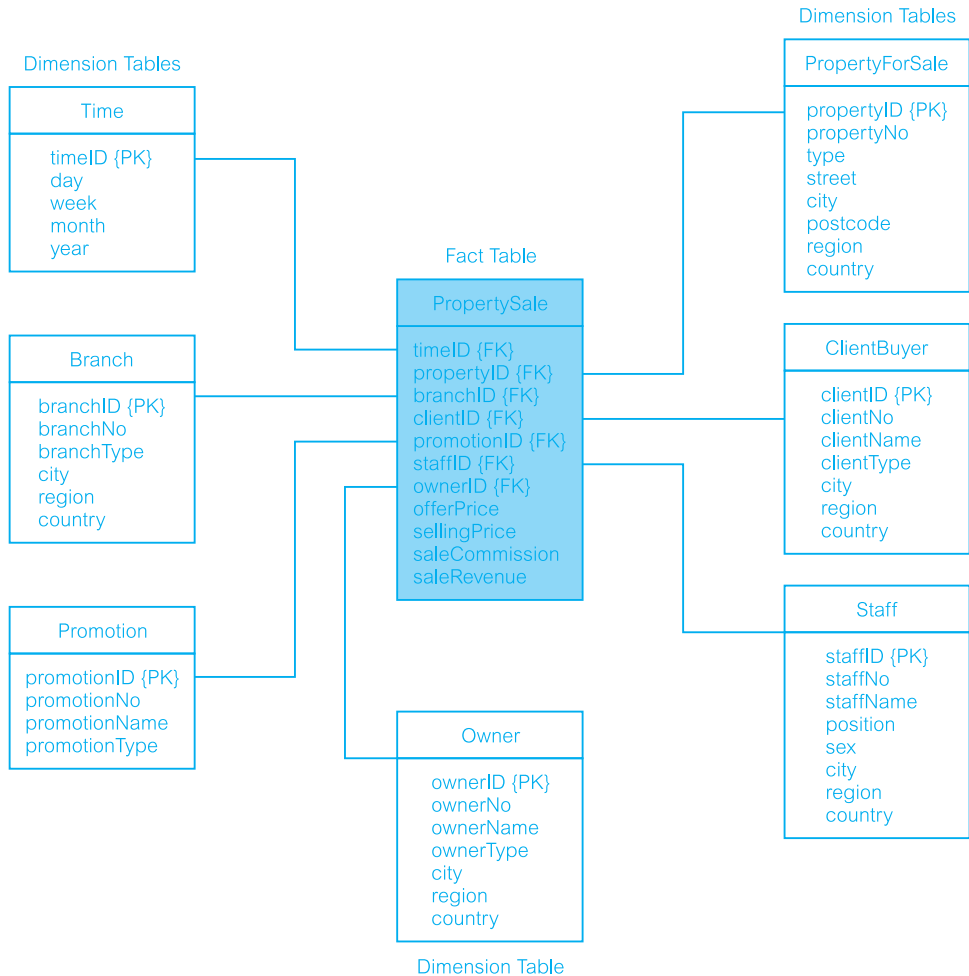 Dimension Tables
Time
timeID {PK}
day
week
month
year
Branch
branchID {PK}
branchNo
branchType
city
region
country
Promotion
promotionID {PK}
promotionNo
promotionName
promotionType
Fact Table
PropertySale
timeID {FK}
propertyID {FK}
branchID {FK}
clientID {FK}
promotionID {FK}
staffID {FK}
ownerID {FK}
offerPrice
sellingPrice
saleCommission
saleRevenue
Owner
ownerID {PK}
ownerNo
ownerName
ownerType
city
region
country
Dimension Table
Dimension Tables
PropertyForSale
propertyID {PK}
propertyNo
type
street
city
postcode
region
country
ClientBuyer
clientID {PK}
clientNo
clientName
clientType
city
region
country
Staff
staffID {PK}
staffNo
staffName
position
sex
city
region
country